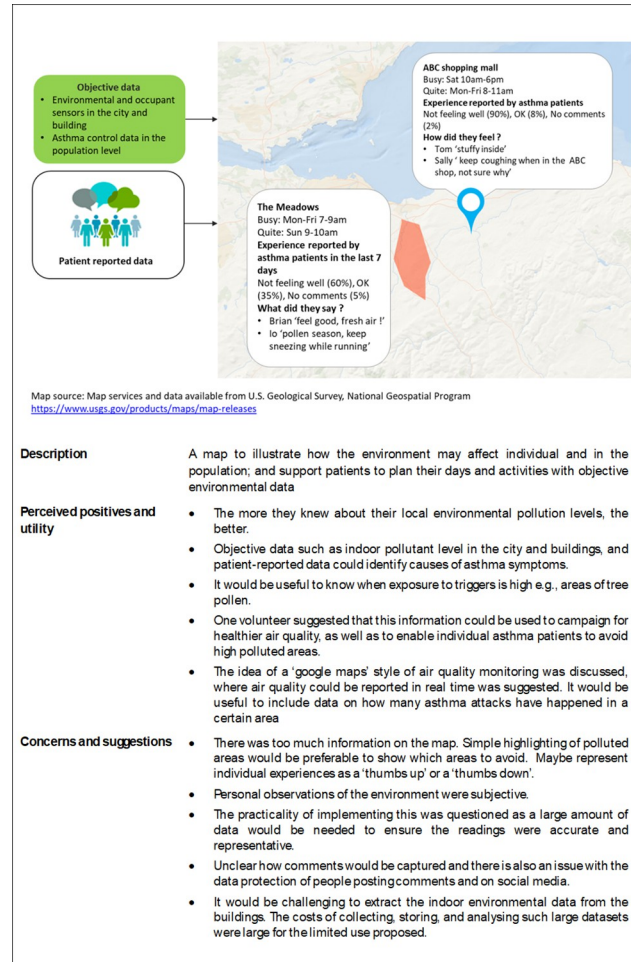 Objective data
• Environmental and occupant
sensors in the city and
building
• Asthma control data in the
population level
Patient reported data
ABC shopping mall
Busy: Sat 10am-6pm
Quite: Mon-Fri 8-11am
Experience reported by asthma patients
Not feeling well (90%), OK (8%), No comments
(2%)
How did they feel ?
• Tom ‘stuffy inside’
• Sally ‘ keep coughing when in the ABC
shop, not sure why’
The Meadows
Busy: Mon-Fri 7-9am
Quite: Sun 9-10am
Experience reported by
asthma patients in the last 7
days
Not feeling well (60%), OK
(35%), No comments (5%)
What did they say ?
• Brian ‘feel good, fresh air !’
• Io ‘pollen season, keep
sneezing while running’
Map source: Map services and data available from U.S. Geological Survey, National Geospatial Program
https://www.usgs.gov/products/maps/map-releases
Description
A map to illustrate how the environment may affect individual and in the
population; and support patients to plan their days and activities with objective
environmental data
Perceived positives and
utility
• The more they knew about their local environmental pollution levels, the
better.
• Objective data such as indoor pollutant level in the city and buildings, and
patient-reported data could identify causes of asthma symptoms.
• It would be useful to know when exposure to triggers is high e.g., areas of tree
pollen.
• One volunteer suggested that this information could be used to campaign for
healthier air quality, as well as to enable individual asthma patients to avoid
high polluted areas.
• The idea of a ‘google maps’ style of air quality monitoring was discussed,
where air quality could be reported in real time was suggested. It would be
useful to include data on how many asthma attacks have happened in a
certain area
Concerns and suggestions
• There was too much information on the map. Simple highlighting of polluted
areas would be preferable to show which areas to avoid. Maybe represent
individual experiences as a ‘thumbs up’ or a ‘thumbs down’.
• Personal observations of the environment were subjective.
• The practicality of implementing this was questioned as a large amount of
data would be needed to ensure the readings were accurate and
representative.
• Unclear how comments would be captured and there is also an issue with the
data protection of people posting comments and on social media.
• It would be challenging to extract the indoor environmental data from the
buildings. The costs of collecting, storing, and analysing such large datasets
were large for the limited use proposed.